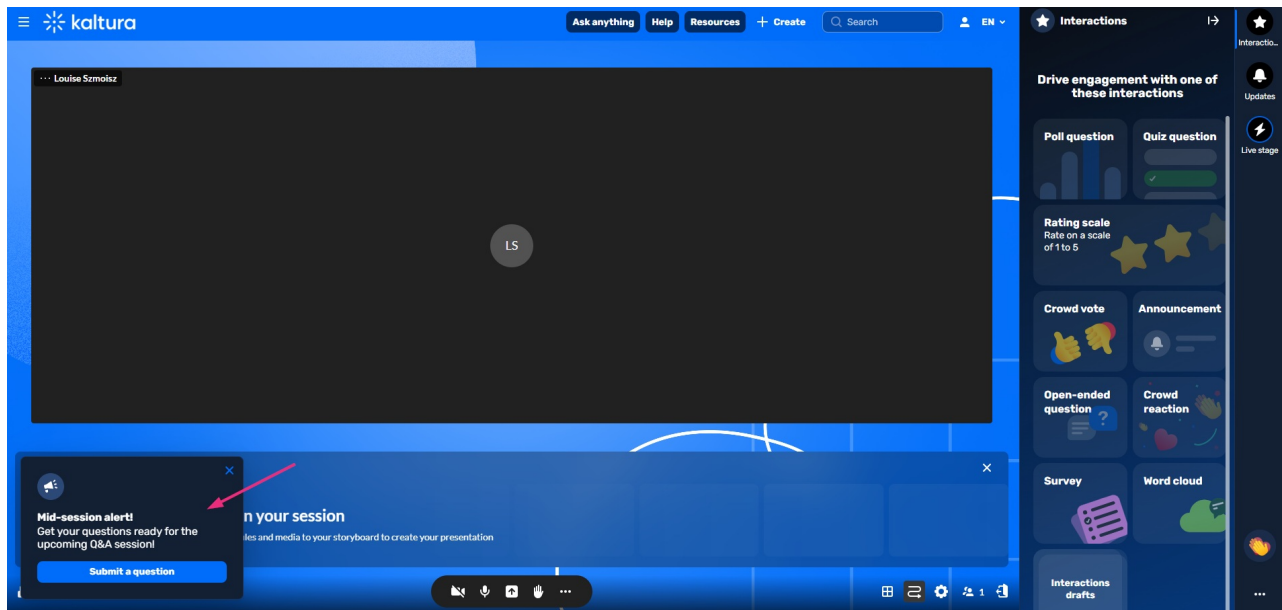 kaltura
Ask anything
Help
Resources
+ Create
Search
EN
Interactions
Interactio...
Updates
Live stage
··· Louise Szmoisz
LS
Drive engagement with one of
these interactions
Poll question
Quiz question
Rating scale
Rate on a scale
of 1 to 5
Crowd vote
Announcement
Open-ended
question
?
Crowd
reaction
Survey
Word cloud
Interactions
drafts
Mid-session alert!
Get your questions ready for the
upcoming Q&A session!
Submit a question
n your session
les and media to your storyboard to create your presentation
1